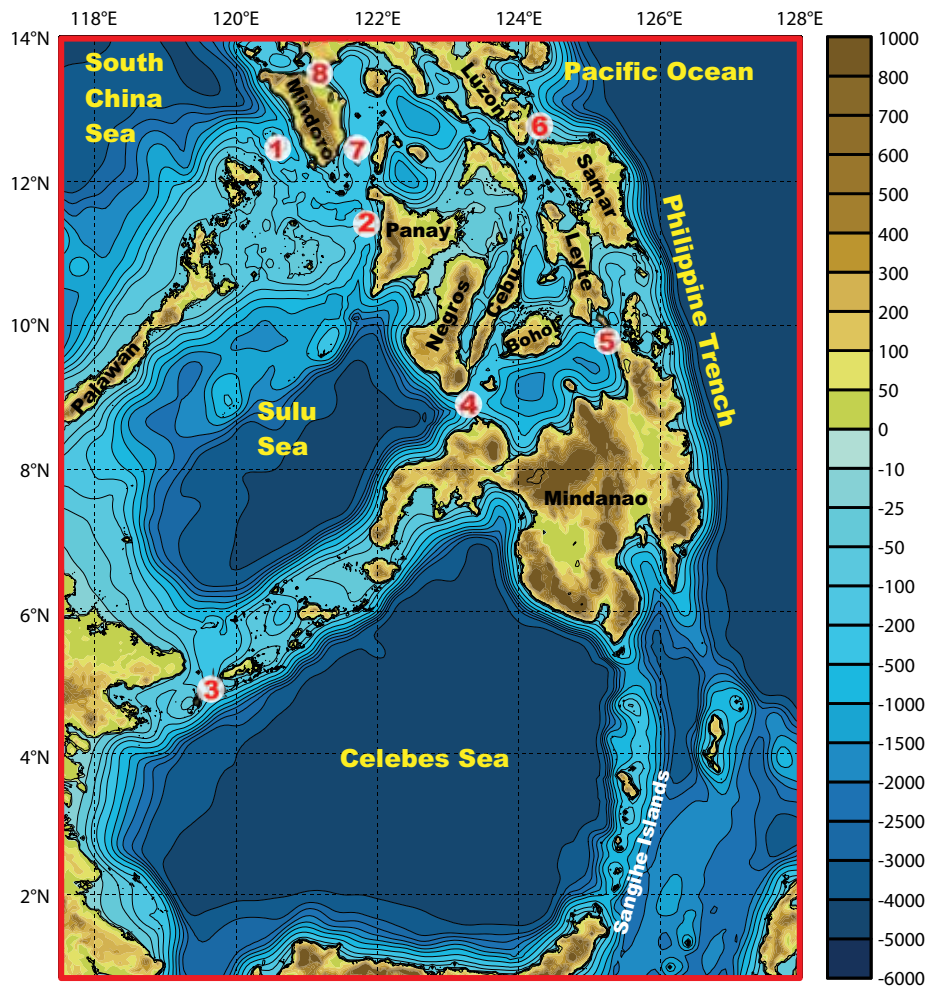 118°E 120°E 122°E 124°E 126°E 128°E
14°N
12°N
10°N
8°N
6°N
4°N
2°N
South
China
Sea
Pacific Ocean
8
Mindoro
Luzon
6
1
7
Samar
2
Panay
Leyte
Philippine Trench
Negros
Cebu
Bohol
5
Palawan
4
Sulu
Sea
Mindanao
3
Celebes Sea
Sangihe Islands
1000
800
700
600
500
400
300
200
100
50
0
-10
-25
-50
-100
-200
-500
-1000
-1500
-2000
-2500
-3000
-4000
-5000
-6000